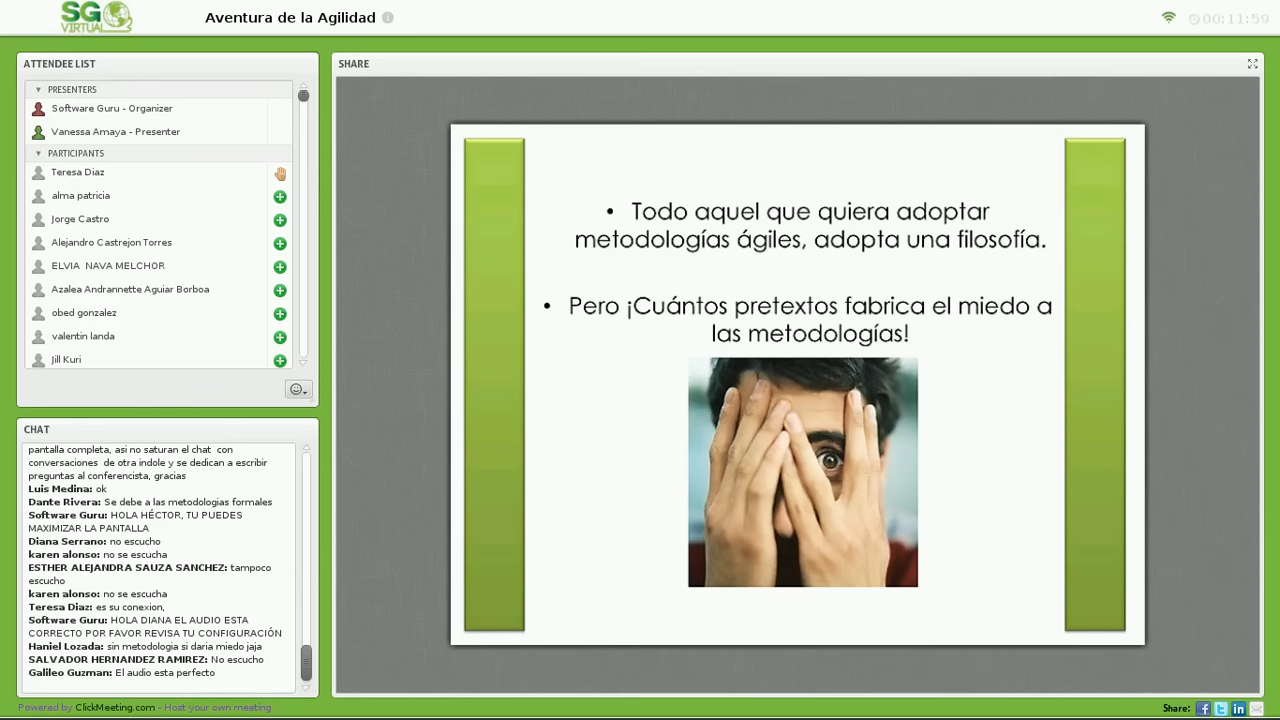 SG
VIRTUAL
Aventura de la Agilidad
00:11:59
ATTENDEE LIST
PRESENTERS
Software Guru - Organizer
Vanessa Amaya - Presenter
PARTICIPANTS
Teresa Diaz
alma patricia
Jorge Castro
Alejandro Castrejon Torres
ELVIA NAVA MELCHOR
Azalea Andrannette Aguiar Borboa
obed gonzalez
valentin landa
Jill Kuri
CHAT
pantalla completa, asi no saturan el chat con
conversaciones de otra indole y se dedican a escribir
preguntas al conferencista, gracias
Luis Medina: ok
Dante Rivera: Se debe a las metodologias formales
Software Guru: HOLA HÉCTOR, TU PUEDES
MAXIMIZAR LA PANTALLA
Diana Serrano: no escucho
karen alonso: no se escucha
ESTHER ALEJANDRA SAUZA SANCHEZ: tampoco
escucho
karen alonso: no se escucha
Teresa Diaz: es su conexion,
Software Guru: HOLA DIANA EL AUDIO ESTA
CORRECTO POR FAVOR REVISA TU CONFIGURACIÓN
Haniel Lozada: sin metodologia si daria miedo jaja
SALVADOR HERNANDEZ RAMIREZ: No escucho
Galileo Guzman: El audio esta perfecto
SHARE
• Todo aquel que quiera adoptar
metodologías ágiles, adopta una filosofía.
• Pero ¡Cuántos pretextos fabrica el miedo a
las metodologías!
Powered by ClickMeeting.com - Host your own meeting
Share: